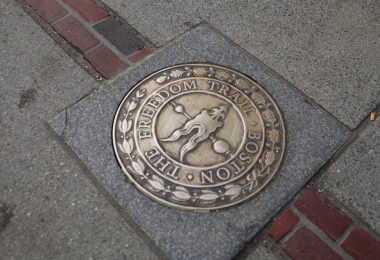 THE FREEDOM TRAIL · BOSTON ·